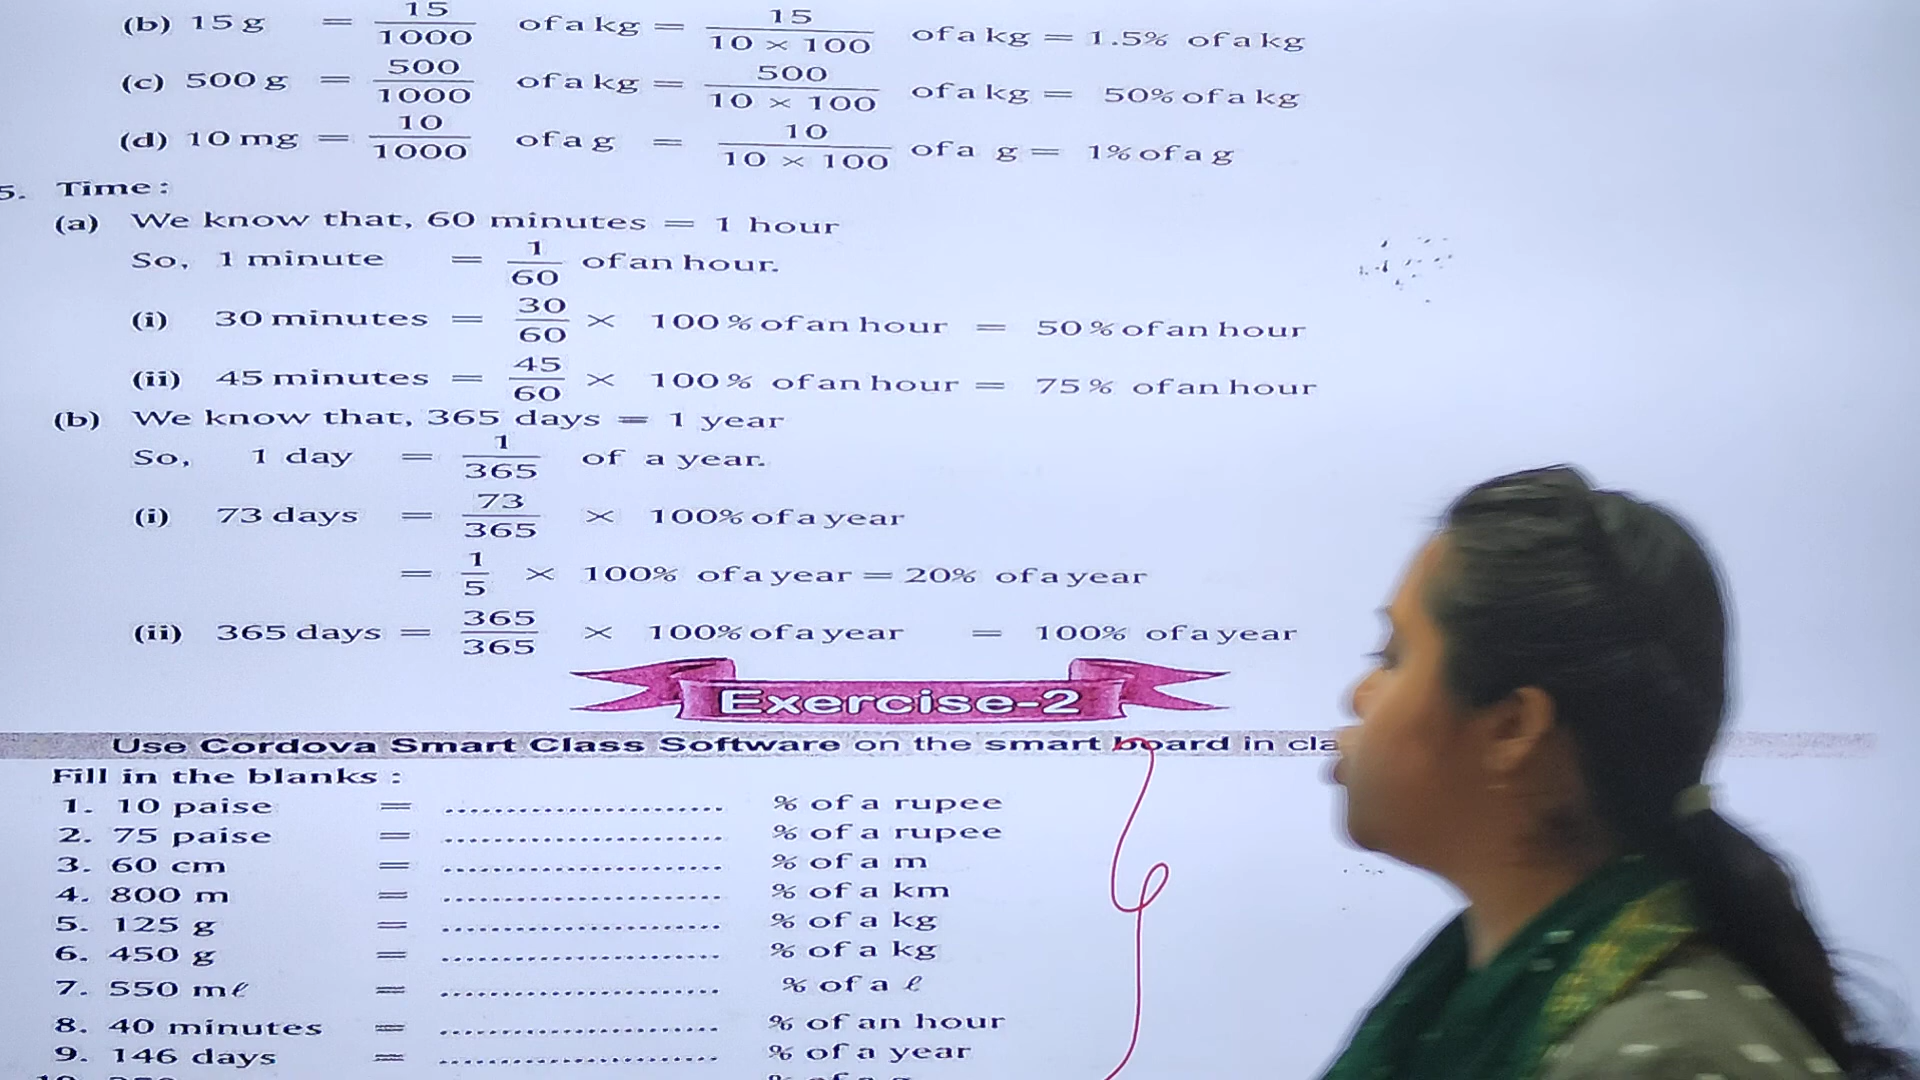 (b) 15 g = 15/1000 of a kg = 15/(10 × 100) of a kg = 1.5% of a kg
(c) 500 g = 500/1000 of a kg = 500/(10 × 100) of a kg = 50% of a kg
(d) 10 mg = 10/1000 of a g = 10/(10 × 100) of a g = 1% of a g
5. Time :
(a) We know that, 60 minutes = 1 hour
So, 1 minute = 1/60 of an hour.
(i) 30 minutes = 30/60 × 100 % of an hour = 50 % of an hour
(ii) 45 minutes = 45/60 × 100 % of an hour = 75 % of an hour
(b) We know that, 365 days = 1 year
So, 1 day = 1/365 of a year.
(i) 73 days = 73/365 × 100% of a year
= 1/5 × 100% of a year = 20% of a year
(ii) 365 days = 365/365 × 100% of a year = 100% of a year
Exercise-2
Use Cordova Smart Class Software on the smart board in
Fill in the blanks :
1. 10 paise = ........................ % of a rupee
2. 75 paise = ........................ % of a rupee
3. 60 cm = ........................ % of a m
4. 800 m = ........................ % of a km
5. 125 g = ........................ % of a kg
6. 450 g = ........................ % of a kg
7. 550 mℓ = ........................ % of a ℓ
8. 40 minutes = ........................ % of an hour
9. 146 days = ........................ % of a year